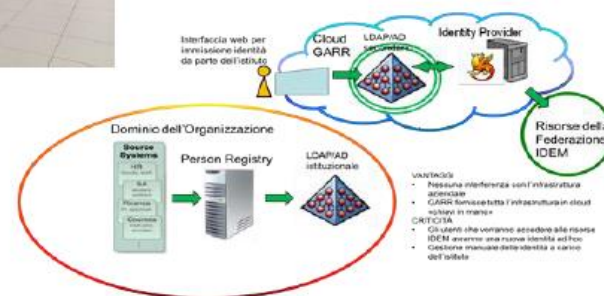 Interfaccia web per
immissione identità
da parte dell'istituto
Cloud
GARR
LDAP/AD
secondario
Identity Provider
Risorse della
Federazione
IDEM
Dominio dell'Organizzazione
Source
Systems
Person Registry
LDAP/AD
istituzionale
VANTAGGI
• Nessuna interferenza con l'infrastruttura
aziendale
• GARR fornisce tutta l'infrastruttura in cloud
«chiavi in mano»
CRITICITÀ
• Gli utenti che vorranno accedere alle risorse
IDEM avranno una nuova identità ad hoc
• Gestione manuale delle identità a carico
dell'istituto